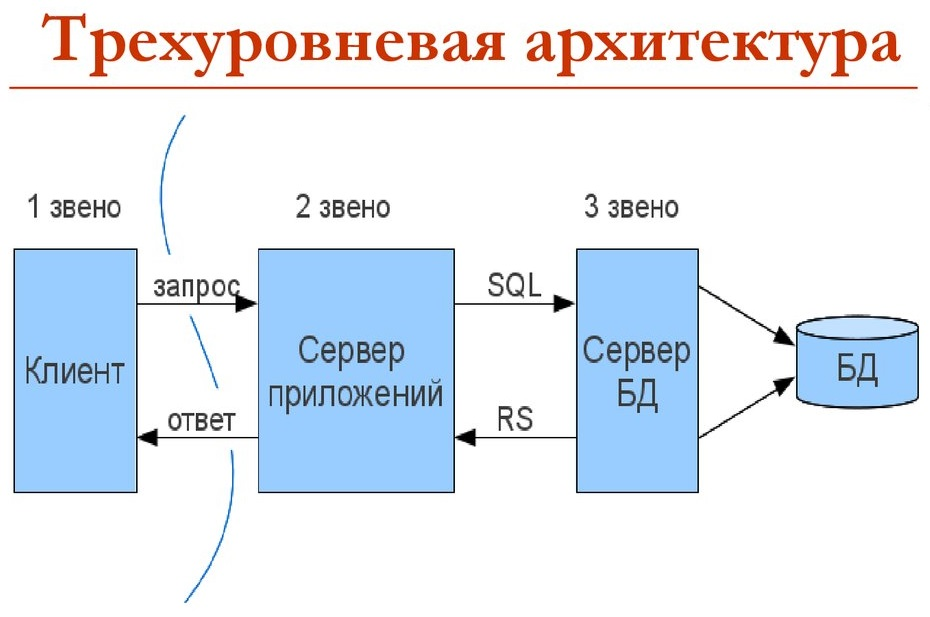 Трехуровневая архитектура
1 звено
2 звено
3 звено
Клиент
запрос
ответ
Сервер
приложений
SQL
RS
Сервер
БД
БД